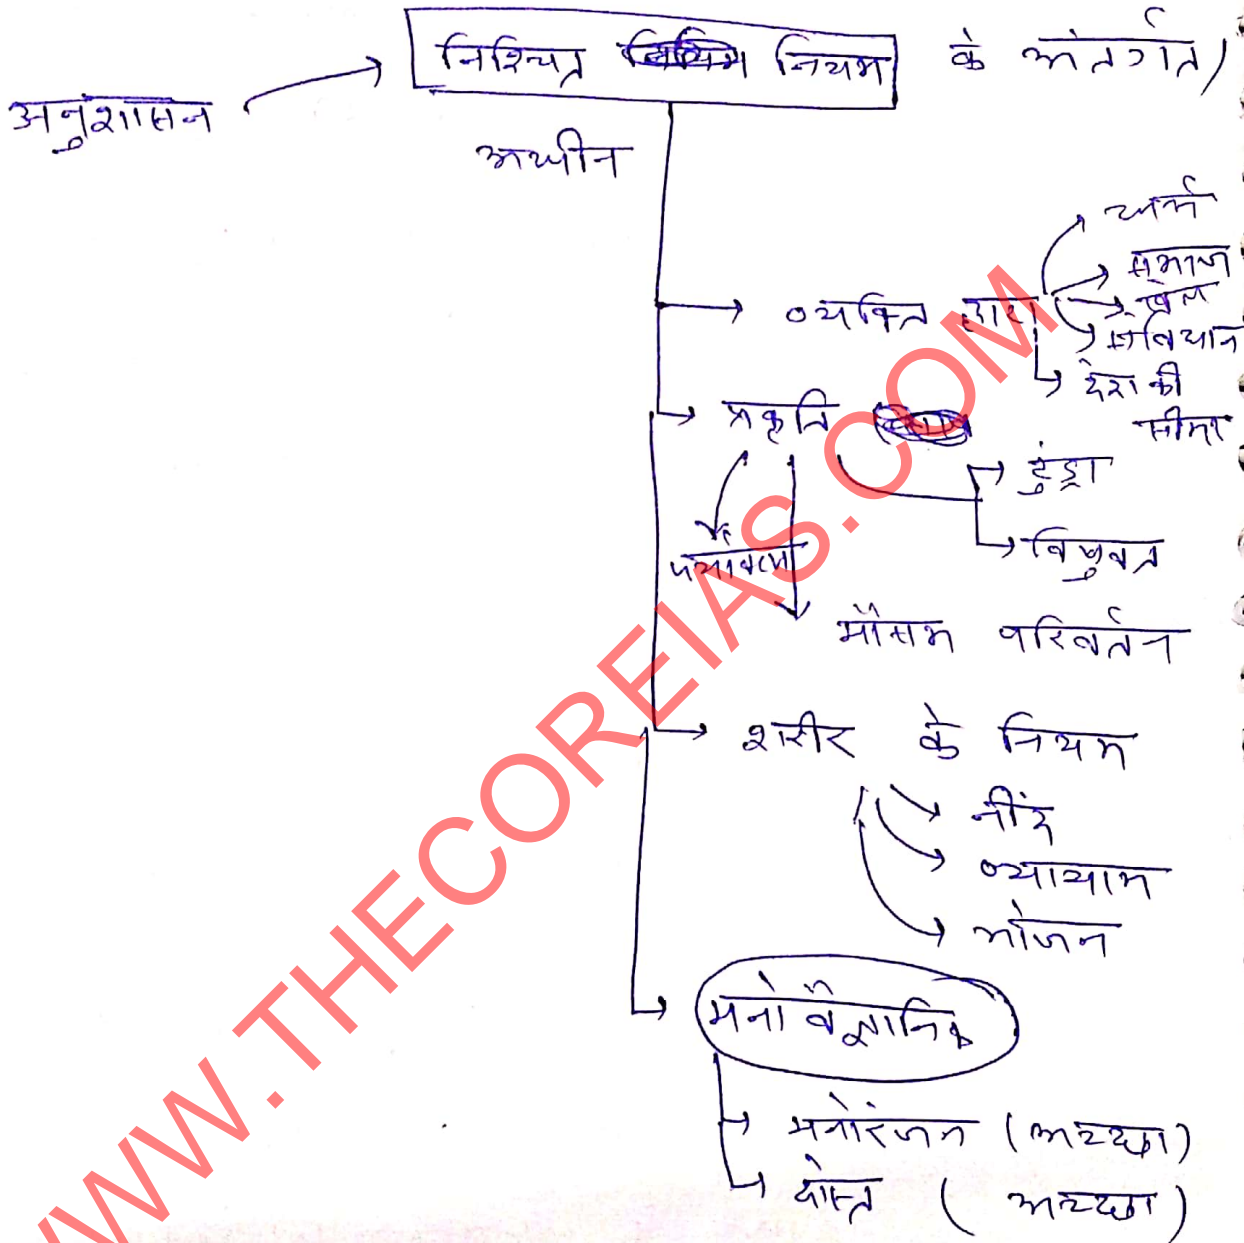 निश्चित नियम के अंतर्गत/
अनुशासन
अधीन
धर्म
समाज
व्यक्ति द्वारा
खेल
संविधान
देश की
सीमा
प्रकृति
टुंड्रा
विषुवत
पर्यावरण
मौसम परिवर्तन
शरीर के नियम
नींद
व्यायाम
भोजन
मनोवैज्ञानिक
मनोरंजन (अच्छा)
दोस्त (अच्छा)
WWW.THECOREIAS.COM